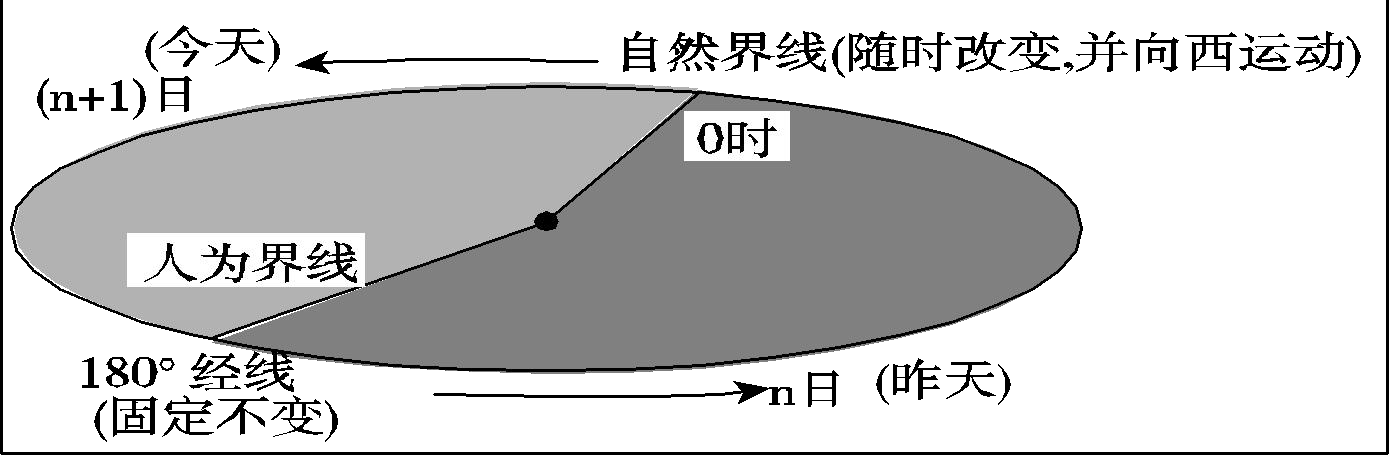 (今天)
自然界线(随时改变,并向西运动)
(n+1)日
0时
人为界线
180° 经线
(固定不变)
n日
(昨天)